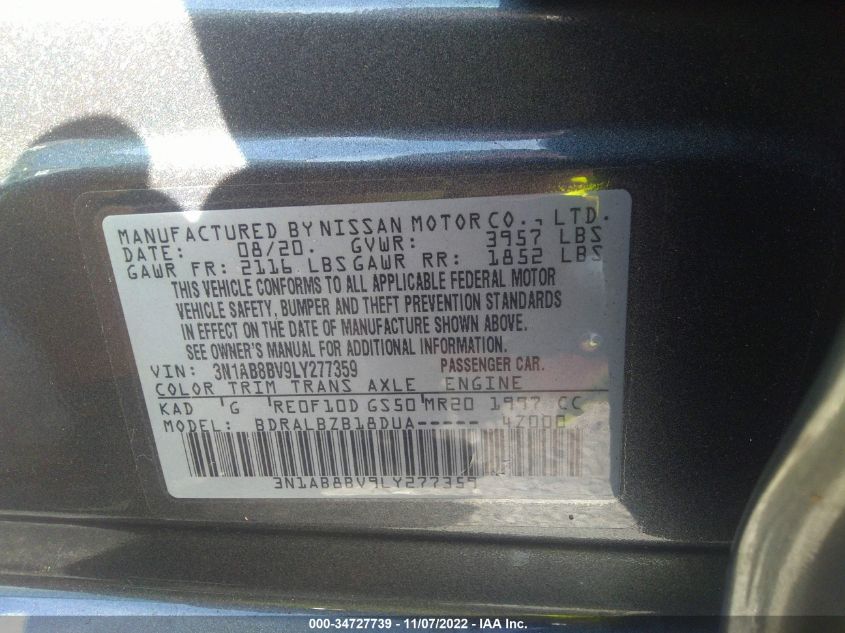 MANUFACTURED BY NISSAN MOTOR CO., LTD.
DATE: 08/20. GVWR: 3957 LBS
GAWR FR: 2116 LBS GAWR RR: 1852 LBS
THIS VEHICLE CONFORMS TO ALL APPLICABLE FEDERAL MOTOR
VEHICLE SAFETY, BUMPER AND THEFT PREVENTION STANDARDS
IN EFFECT ON THE DATE OF MANUFACTURE SHOWN ABOVE.
SEE OWNER'S MANUAL FOR ADDITIONAL INFORMATION.
VIN: 3N1AB8BV9LY277359 PASSENGER CAR.
COLOR TRIM TRANS AXLE ENGINE
KAD G RE0F10D GS50 MR20 1997 CC
MODEL: BDRALBZB18DUA----- 4Z008
3N1AB8BV9LY277359
000-34727739 - 11/07/2022 - IAA Inc.